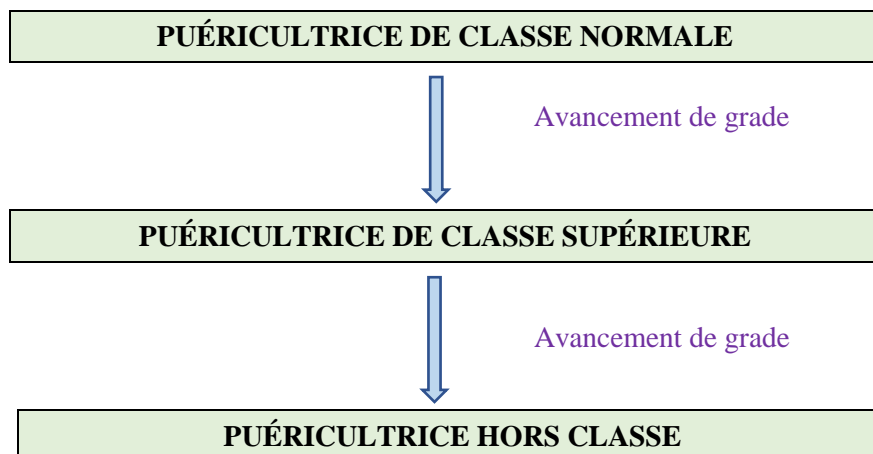 PUÉRICULTRICE DE CLASSE NORMALE
Avancement de grade
PUÉRICULTRICE DE CLASSE SUPÉRIEURE
Avancement de grade
PUÉRICULTRICE HORS CLASSE